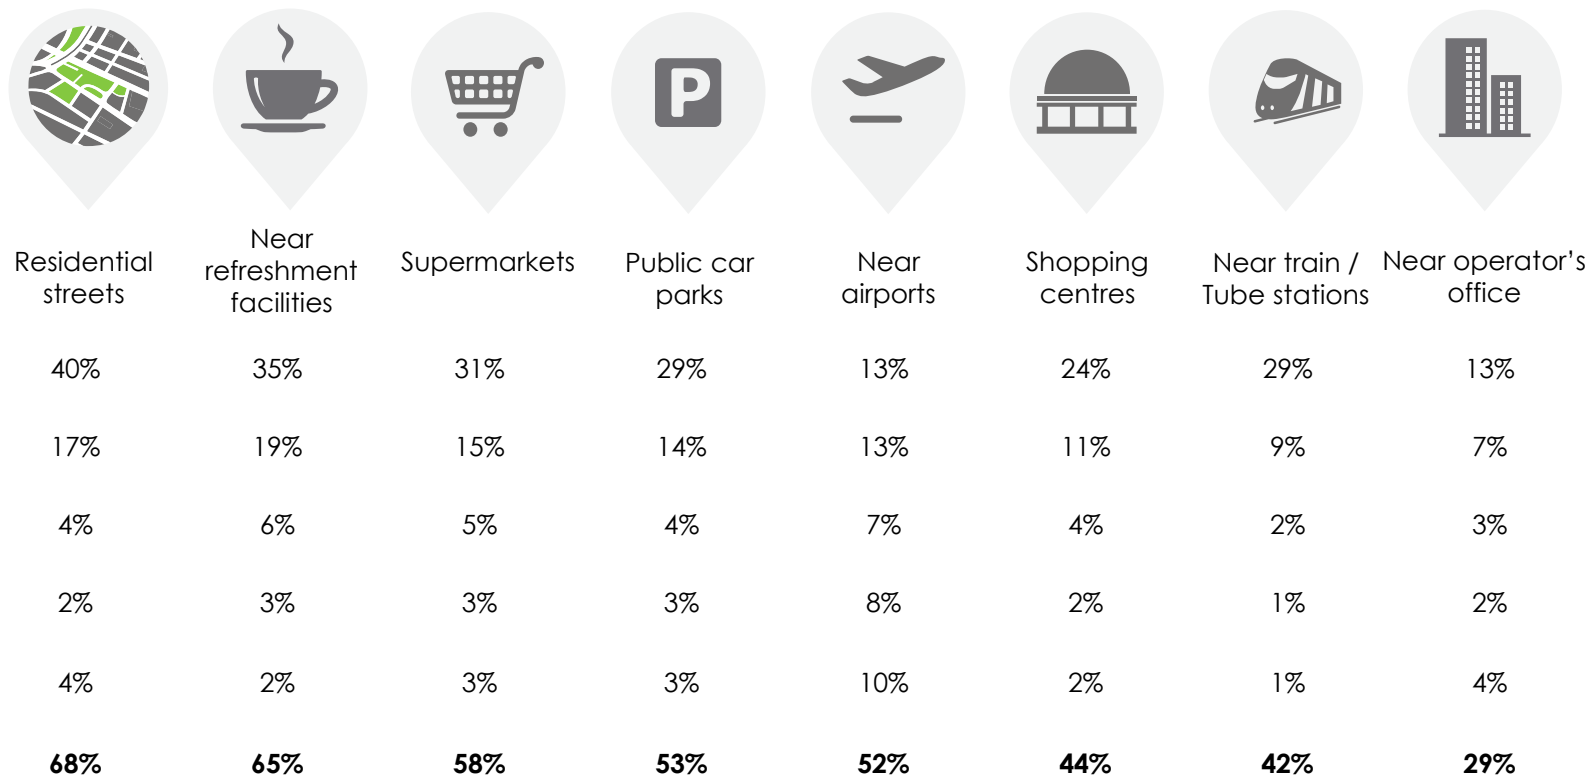 P
Residential
streets
Near
refreshment
facilities
Supermarkets
Public car
parks
Near
airports
Shopping
centres
Near train /
Tube stations
Near operator’s
office
40% 35% 31% 29% 13% 24% 29% 13%
17% 19% 15% 14% 13% 11% 9% 7%
4% 6% 5% 4% 7% 4% 2% 3%
2% 3% 3% 3% 8% 2% 1% 2%
4% 2% 3% 3% 10% 2% 1% 4%
68% 65% 58% 53% 52% 44% 42% 29%